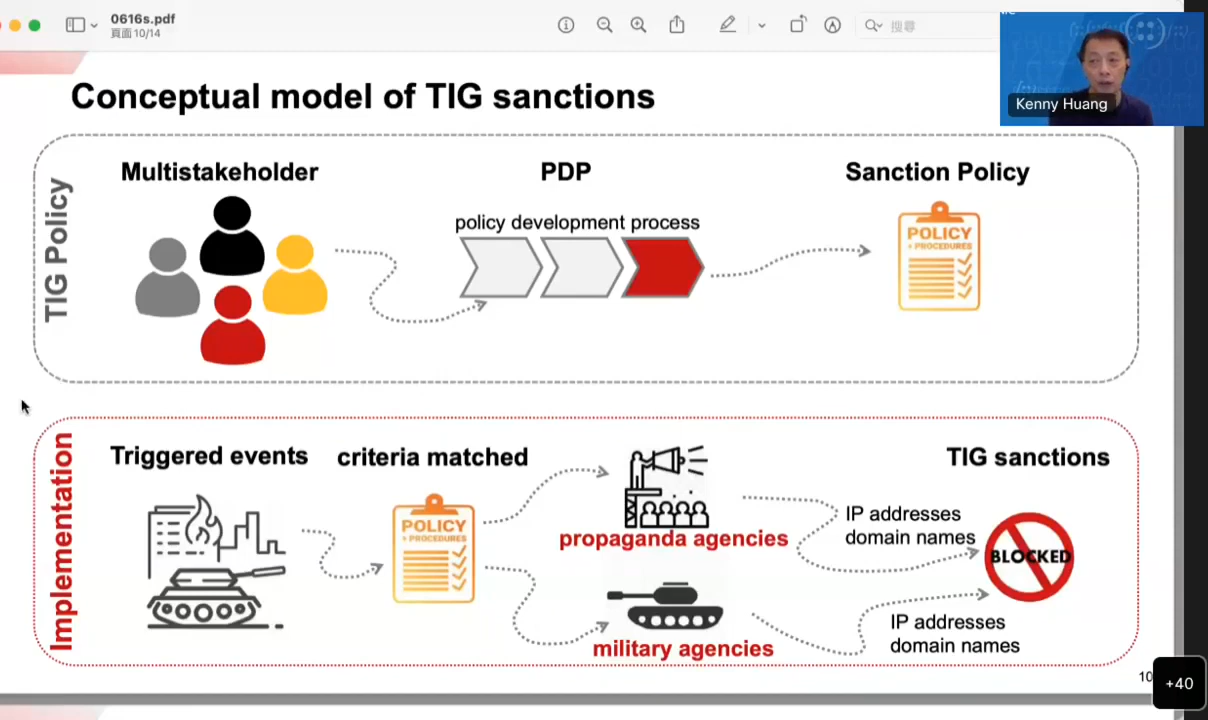 0616s.pdf
頁面 10/14
搜尋
Kenny Huang
Conceptual model of TIG sanctions
TIG Policy
Multistakeholder
PDP
Sanction Policy
policy development process
POLICY
+ PROCEDURES
Implementation
Triggered events
criteria matched
TIG sanctions
POLICY
+ PROCEDURES
propaganda agencies
IP addresses
domain names
BLOCKED
military agencies
IP addresses
domain names
10
+40